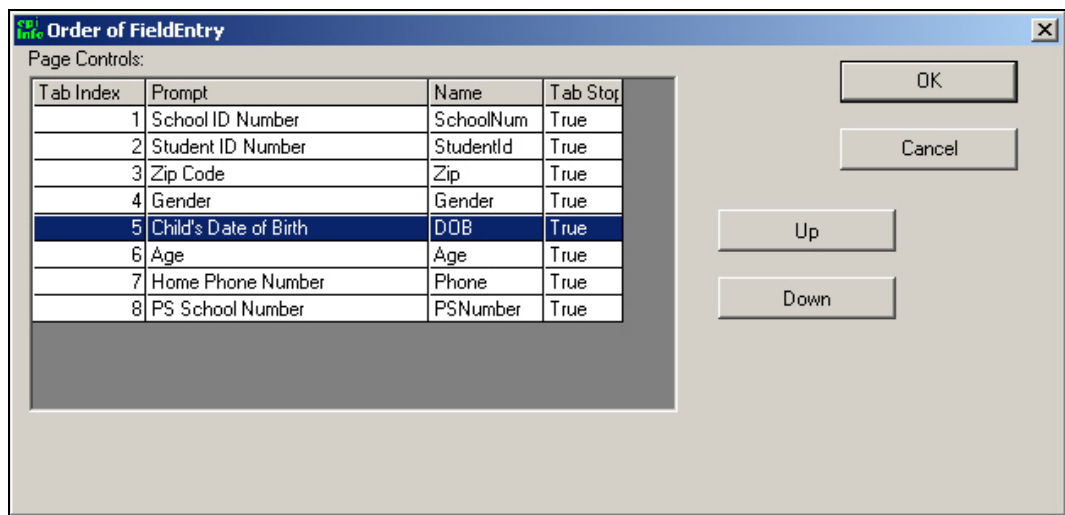 Epi Info Order of FieldEntry
Page Controls:
Tab Index Prompt Name Tab Stop
1 School ID Number SchoolNum True
2 Student ID Number StudentId True
3 Zip Code Zip True
4 Gender Gender True
5 Child's Date of Birth DOB True
6 Age Age True
7 Home Phone Number Phone True
8 PS School Number PSNumber True
OK
Cancel
Up
Down